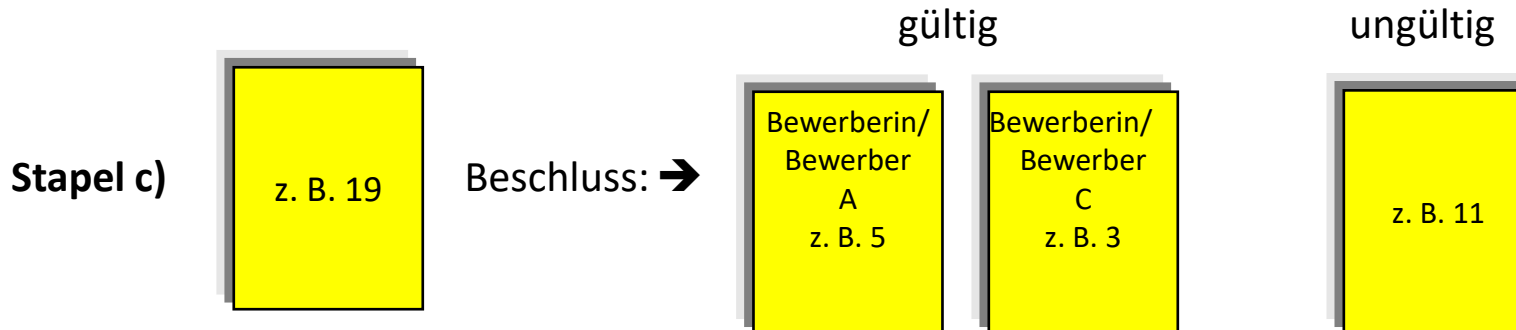 gültig
ungültig
Stapel c)
z. B. 19
Beschluss: ➔
Bewerberin/
Bewerber
A
z. B. 5
Bewerberin/
Bewerber
C
z. B. 3
z. B. 11